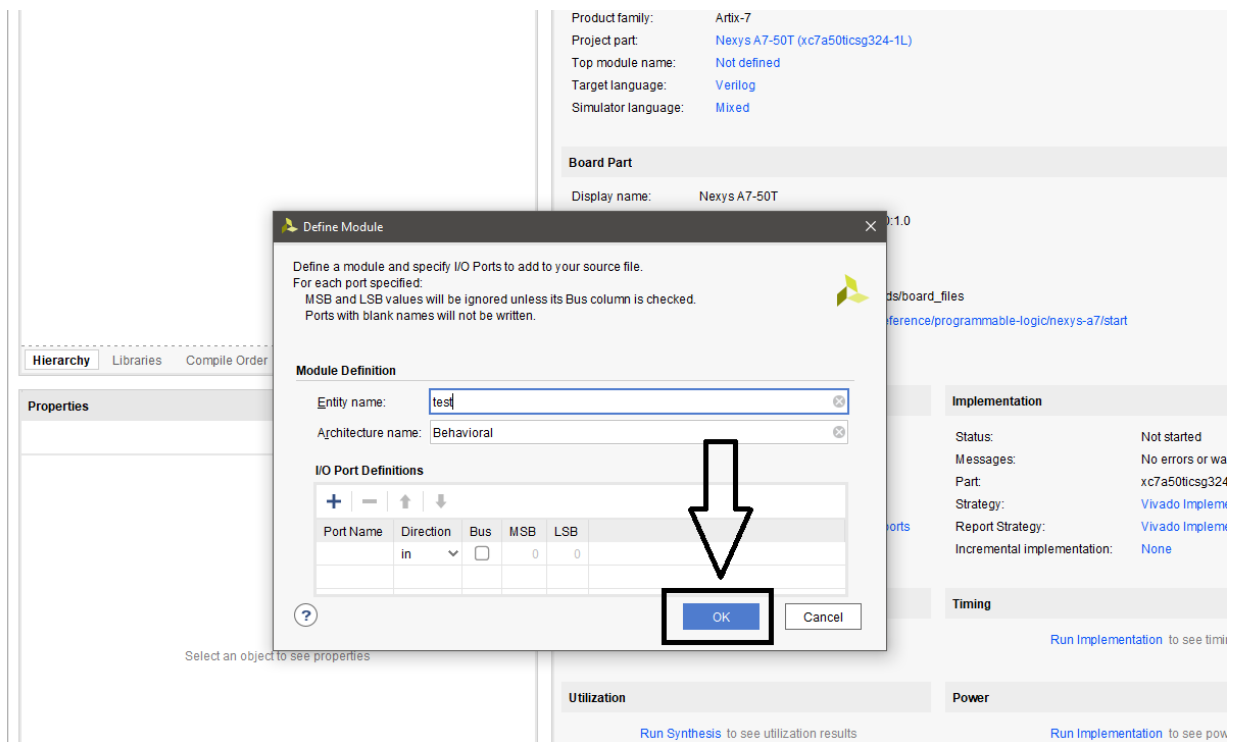 Product family: Artix-7
Project part: Nexys A7-50T (xc7a50ticsg324-1L)
Top module name: Not defined
Target language: Verilog
Simulator language: Mixed
Board Part
Display name: Nexys A7-50T
:1.0
ds/board_files
eference/programmable-logic/nexys-a7/start
Define Module
Define a module and specify I/O Ports to add to your source file.
For each port specified:
MSB and LSB values will be ignored unless its Bus column is checked.
Ports with blank names will not be written.
Module Definition
Entity name: test
Architecture name: Behavioral
I/O Port Definitions
Port Name Direction Bus MSB LSB
in 0 0
? OK Cancel
Hierarchy Libraries Compile Order
Properties
Select an object to see properties
Implementation
Status: Not started
Messages: No errors or wa
Part: xc7a50ticsg324
Strategy: Vivado Impleme
orts Report Strategy: Vivado Impleme
Incremental implementation: None
Timing
Run Implementation to see timi
Utilization
Run Synthesis to see utilization results
Power
Run Implementation to see pow